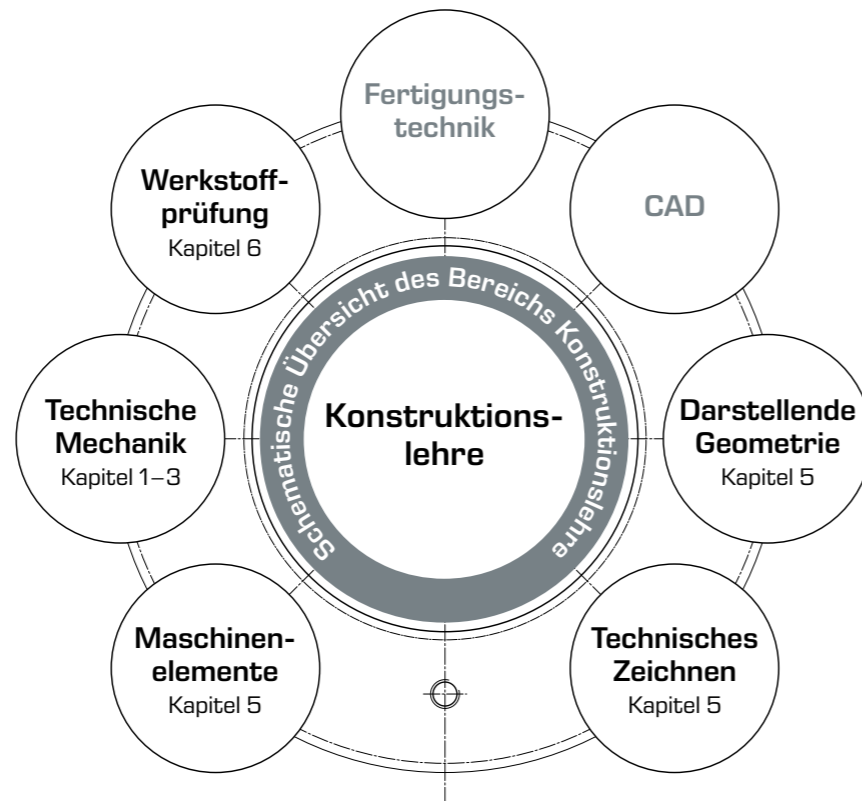 Fertigungs-
technik
CAD
Darstellende
Geometrie
Kapitel 5
Technisches
Zeichnen
Kapitel 5
Maschinen-
elemente
Kapitel 5
Technische
Mechanik
Kapitel 1–3
Werkstoff-
prüfung
Kapitel 6
Schematische Übersicht des Bereichs Konstruktionslehre
Konstruktions-
lehre